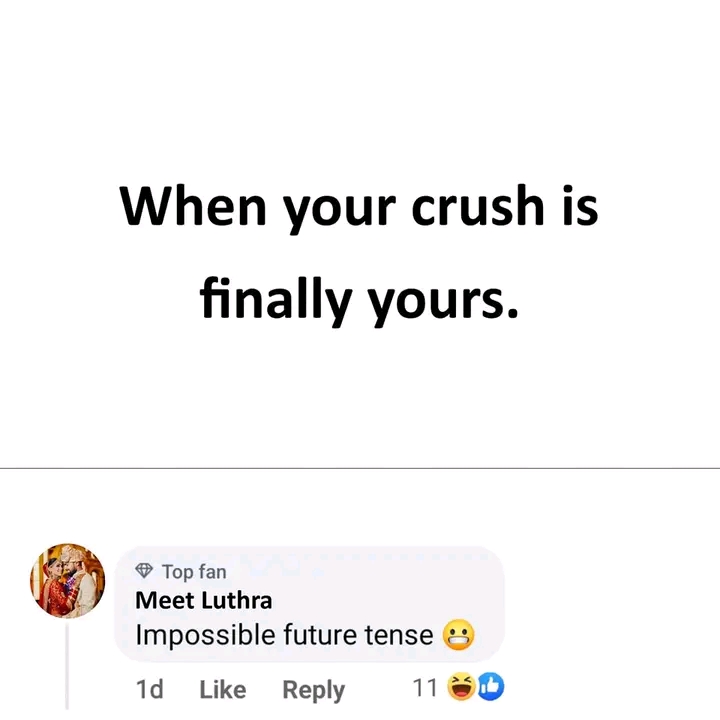 When your crush is
finally yours.
Top fan
Meet Luthra
Impossible future tense 😬
1d Like Reply 11